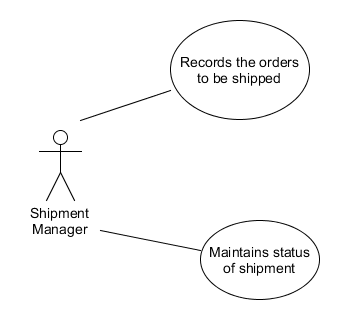 Records the orders
to be shipped
Shipment
Manager
Maintains status
of shipment